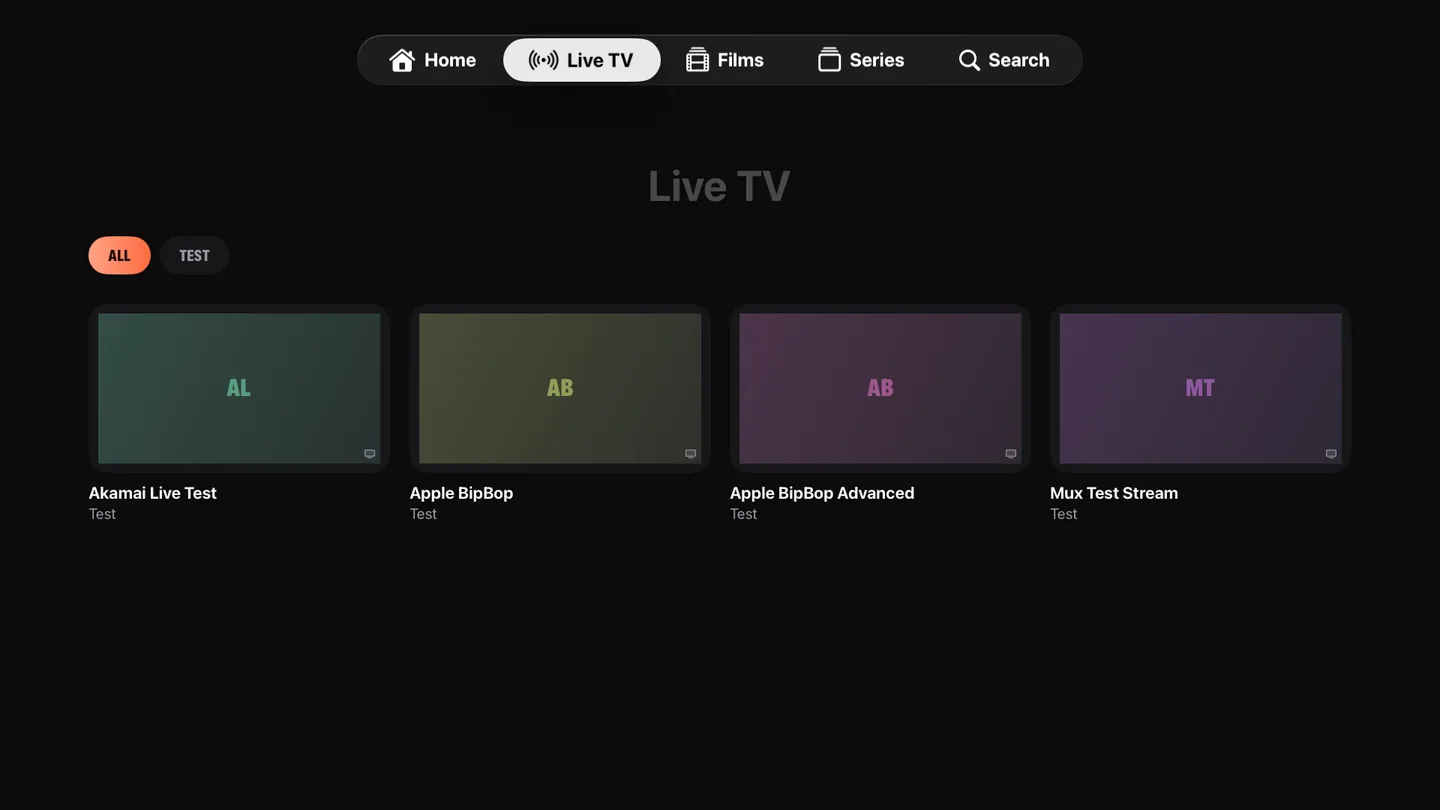 Home Live TV Films Series Search
Live TV
ALL TEST
AL AB AB MT
Akamai Live Test Apple BipBop Apple BipBop Advanced Mux Test Stream
Test Test Test Test